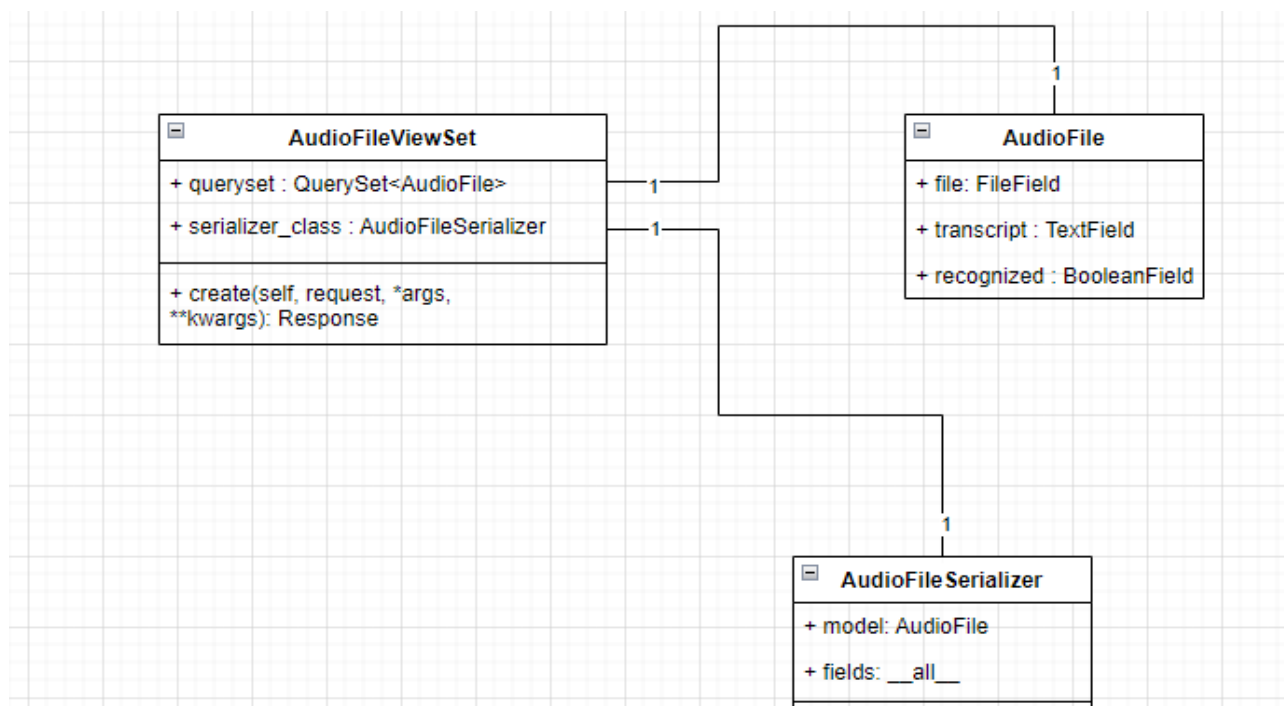 1
AudioFileViewSet
+ queryset : QuerySet<AudioFile>
+ serializer_class : AudioFileSerializer
+ create(self, request, *args,
**kwargs): Response
1
1
AudioFile
+ file: FileField
+ transcript : TextField
+ recognized : BooleanField
1
AudioFileSerializer
+ model: AudioFile
+ fields: __all__